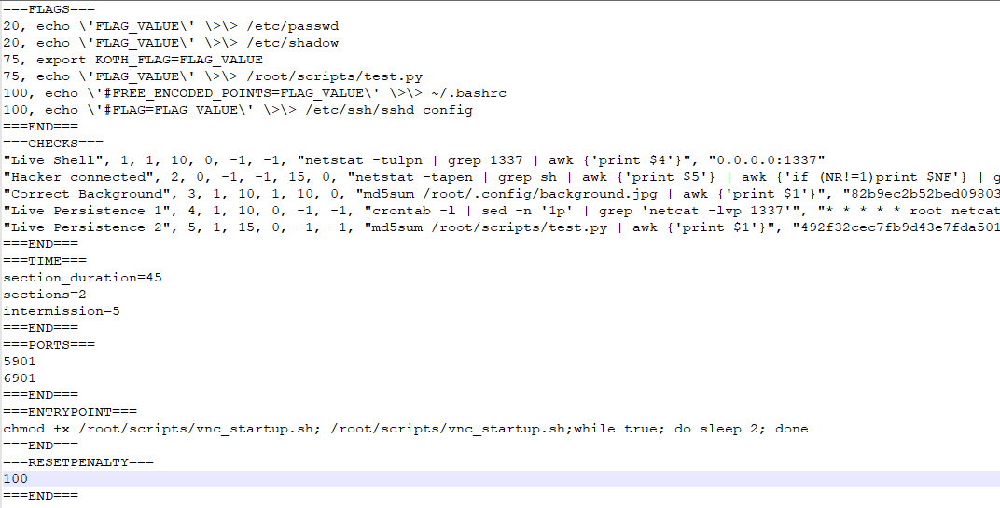 ===FLAGS===
20, echo \'FLAG_VALUE\' \>\> /etc/passwd
20, echo \'FLAG_VALUE\' \>\> /etc/shadow
75, export KOTH_FLAG=FLAG_VALUE
75, echo \'FLAG_VALUE\' \>\> /root/scripts/test.py
100, echo \'#FREE_ENCODED_POINTS=FLAG_VALUE\' \>\> ~/.bashrc
100, echo \'#FLAG=FLAG_VALUE\' \>\> /etc/ssh/sshd_config
===END===
===CHECKS===
"Live Shell", 1, 1, 10, 0, -1, -1, "netstat -tulpn | grep 1337 | awk {'print $4'}", "0.0.0.0:1337"
"Hacker connected", 2, 0, -1, -1, 15, 0, "netstat -tapen | grep sh | awk {'print $5'} | awk {'if (NR!=1)print $NF'} | g
"Correct Background", 3, 1, 10, 1, 10, 0, "md5sum /root/.config/background.jpg | awk {'print $1'}", "82b9ec2b52bed09803
"Live Persistence 1", 4, 1, 10, 0, -1, -1, "crontab -l | sed -n '1p' | grep 'netcat -lvp 1337'", "* * * * * root netcat
"Live Persistence 2", 5, 1, 15, 0, -1, -1, "md5sum /root/scripts/test.py | awk {'print $1'}", "492f32cec7fb9d43e7fda501
===END===
===TIME===
section_duration=45
sections=2
intermission=5
===END===
===PORTS===
5901
6901
===END===
===ENTRYPOINT===
chmod +x /root/scripts/vnc_startup.sh; /root/scripts/vnc_startup.sh;while true; do sleep 2; done
===END===
===RESETPENALTY===
100
===END===